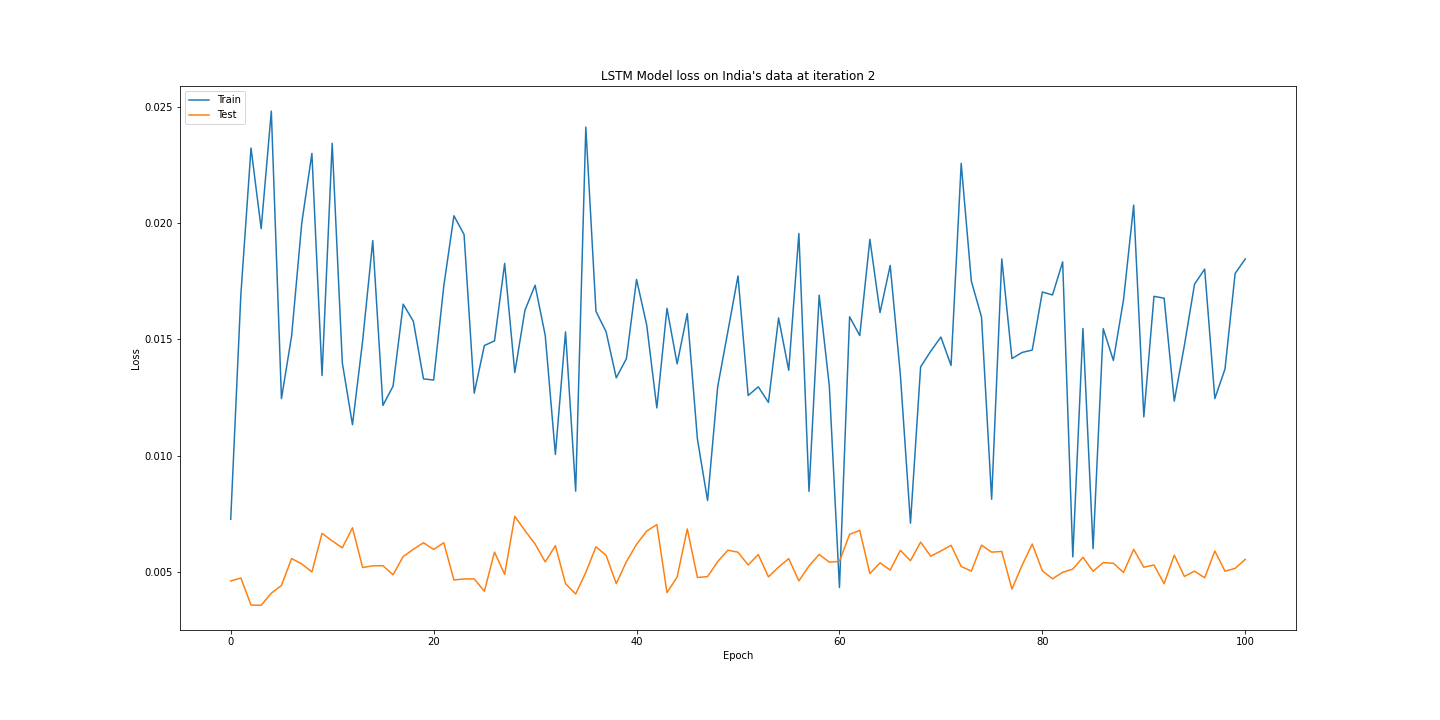 LSTM Model loss on India's data at iteration 2
Train
Test
0.025
0.020
0.015
0.010
0.005
Loss
0 20 40 60 80 100
Epoch